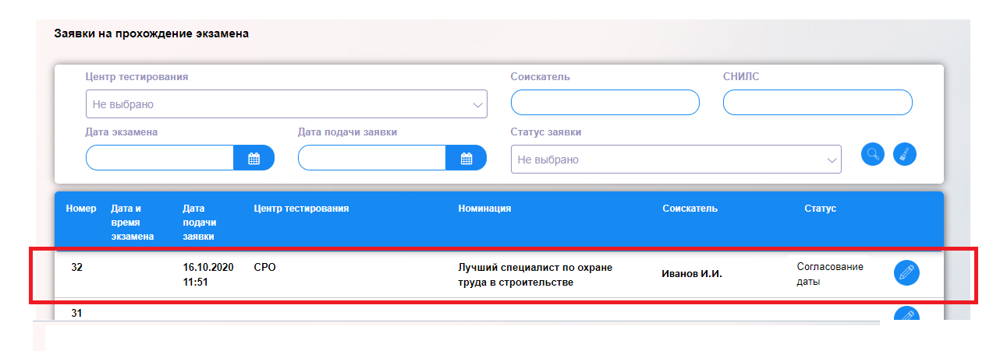 Заявки на прохождение экзамена
Центр тестирования Соискатель СНИЛС
Не выбрано
Дата экзамена Дата подачи заявки Статус заявки
Не выбрано
Номер Дата и время экзамена Дата подачи заявки Центр тестирования Номинация Соискатель Статус
32 16.10.2020 11:51 СРО Лучший специалист по охране труда в строительстве Иванов И.И. Согласование даты
31